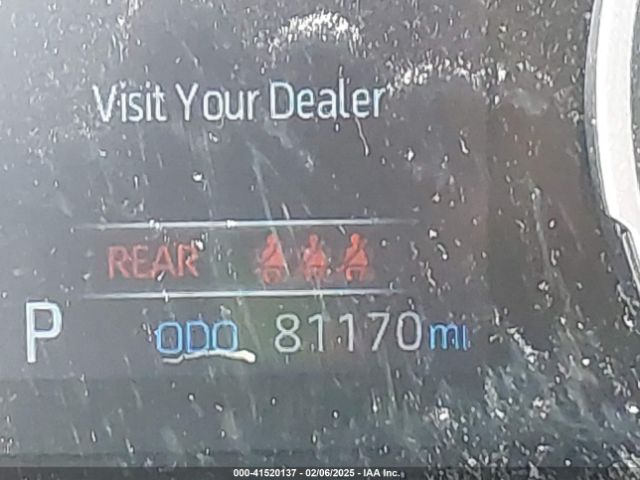 Visit Your Dealer
REAR
P ODO 81170 mi
000-41520137 - 02/06/2025 - IAA Inc.